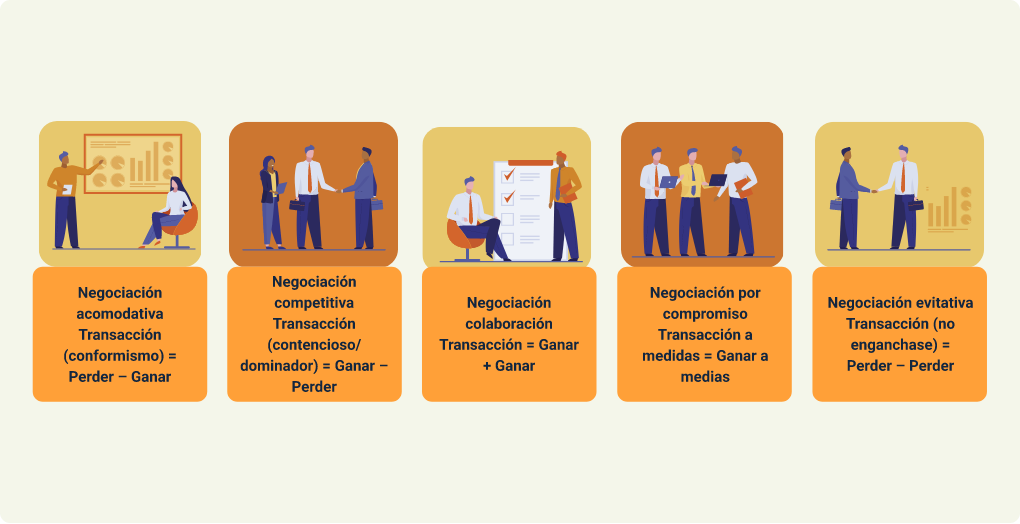 Negociación
acomodativa
Transacción
(conformismo) =
Perder – Ganar
Negociación
competitiva
Transacción
(contencioso/
dominador) = Ganar –
Perder
Negociación
colaboración
Transacción = Ganar
+ Ganar
Negociación por
compromiso
Transacción a
medidas = Ganar a
medias
Negociación evitativa
Transacción (no
enganchase) =
Perder – Perder